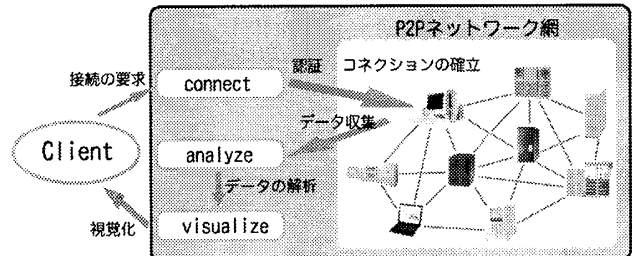 P2Pネットワーク網
接続の要求
connect
認証
コネクションの確立
データ収集
Client
analyze
データの解析
視覚化
visualize